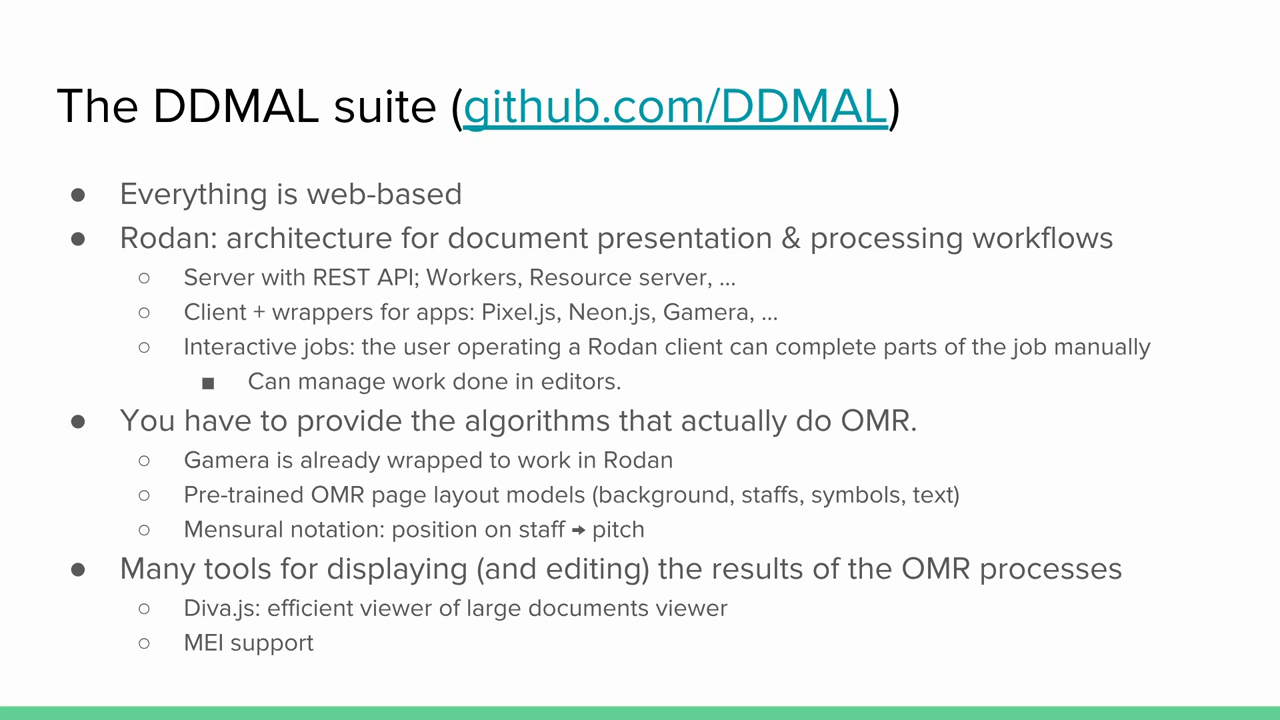 The DDMAL suite (github.com/DDMAL)
● Everything is web-based
● Rodan: architecture for document presentation & processing workflows
○ Server with REST API; Workers, Resource server, ...
○ Client + wrappers for apps: Pixel.js, Neon.js, Gamera, ...
○ Interactive jobs: the user operating a Rodan client can complete parts of the job manually
■ Can manage work done in editors.
● You have to provide the algorithms that actually do OMR.
○ Gamera is already wrapped to work in Rodan
○ Pre-trained OMR page layout models (background, staffs, symbols, text)
○ Mensural notation: position on staff → pitch
● Many tools for displaying (and editing) the results of the OMR processes
○ Diva.js: efficient viewer of large documents viewer
○ MEI support